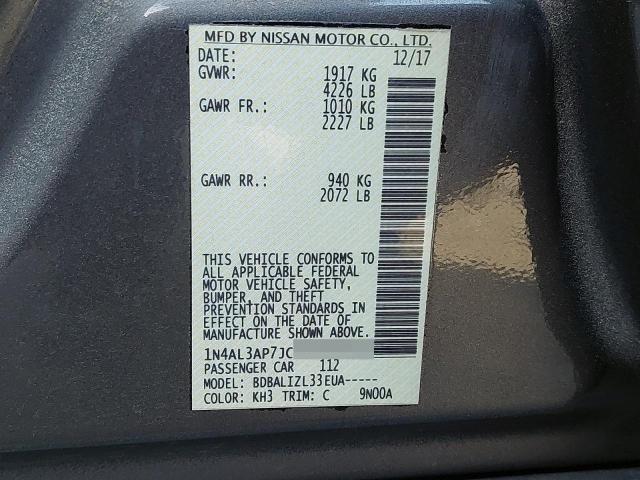 MFD BY NISSAN MOTOR CO., LTD.
DATE: 12/17
GVWR: 1917 KG
4226 LB
GAWR FR.: 1010 KG
2227 LB
GAWR RR.: 940 KG
2072 LB
THIS VEHICLE CONFORMS TO
ALL APPLICABLE FEDERAL
MOTOR VEHICLE SAFETY,
BUMPER, AND THEFT
PREVENTION STANDARDS IN
EFFECT ON THE DATE OF
MANUFACTURE SHOWN ABOVE.
1N4AL3AP7JC
PASSENGER CAR 112
MODEL: BDBALIZL33EUA-----
COLOR: KH3 TRIM: C 9N00A